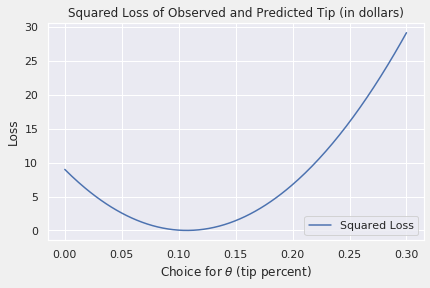 Squared Loss of Observed and Predicted Tip (in dollars)
30
25
20
15
10
5
0
Loss
0.00 0.05 0.10 0.15 0.20 0.25 0.30
Choice for θ (tip percent)
Squared Loss